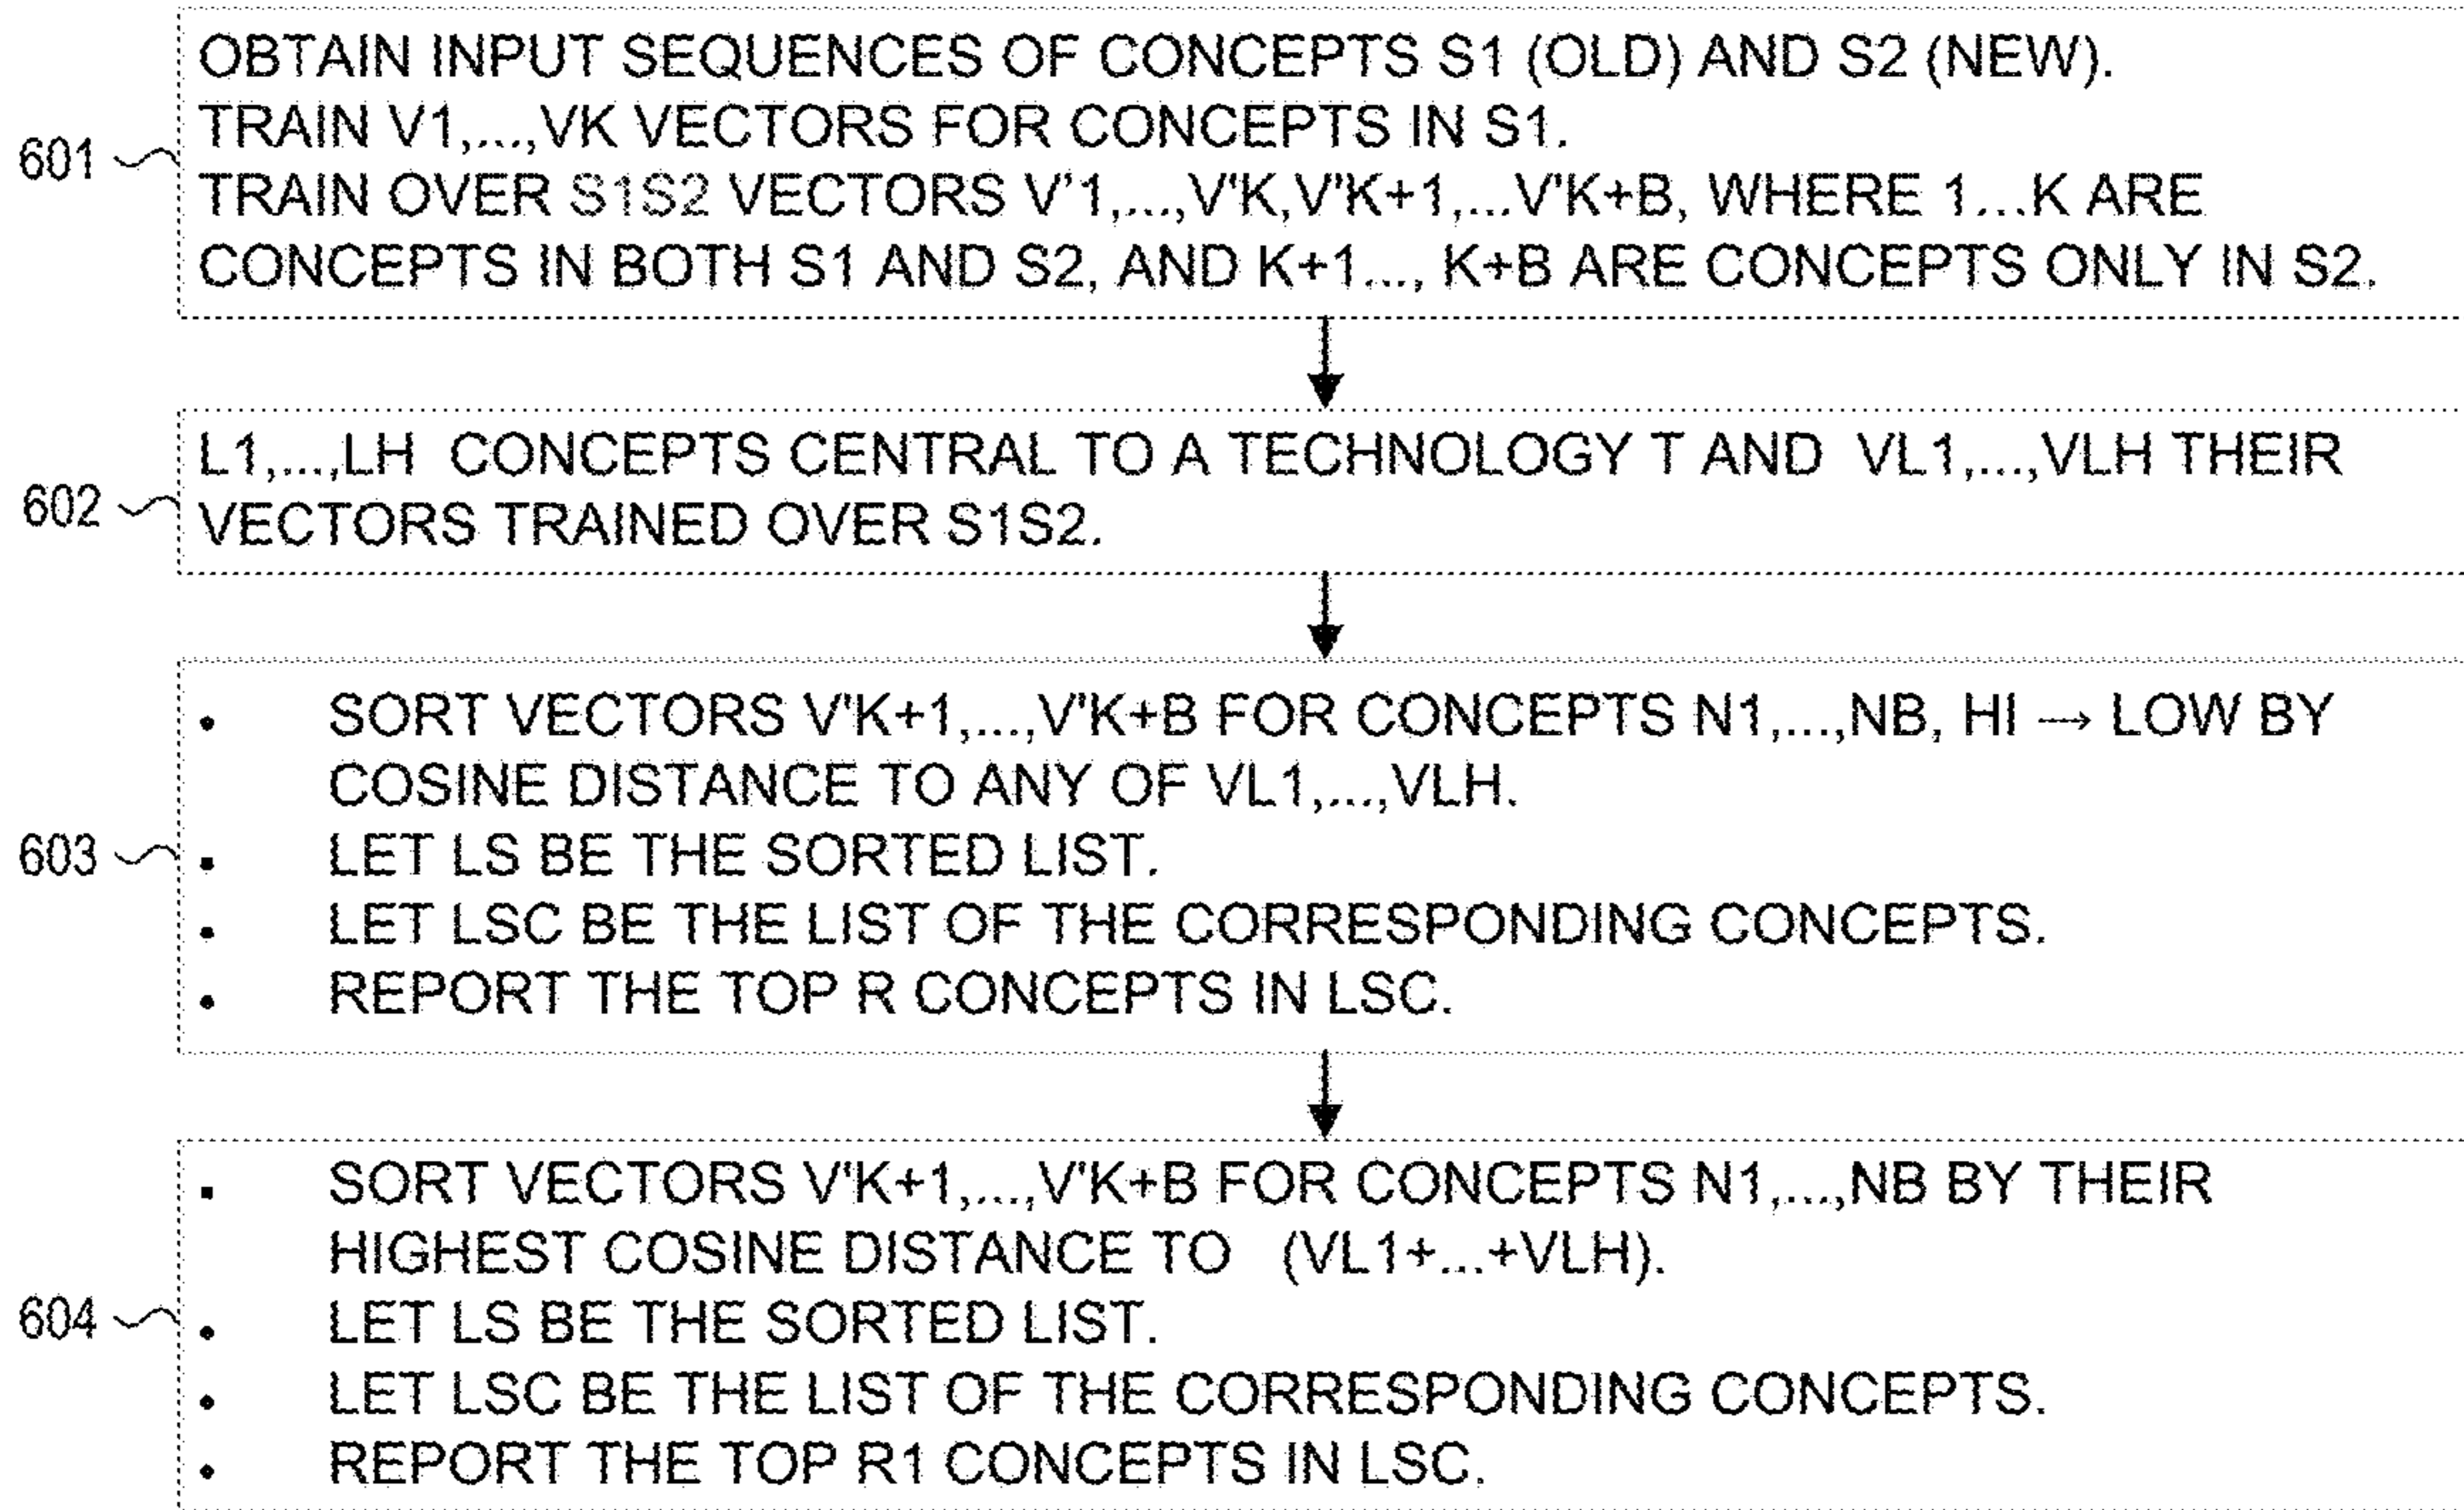 OBTAIN INPUT SEQUENCES OF CONCEPTS S1 (OLD) AND S2 (NEW).
TRAIN V1,...,VK VECTORS FOR CONCEPTS IN S1.
601
TRAIN OVER S1S2 VECTORS V'1,...,V'K,V'K+1,...V'K+B, WHERE 1...K ARE
CONCEPTS IN BOTH S1 AND S2, AND K+1..., K+B ARE CONCEPTS ONLY IN S2.
L1,...,LH CONCEPTS CENTRAL TO A TECHNOLOGY T AND VL1,...,VLH THEIR
602
VECTORS TRAINED OVER S1S2.
• SORT VECTORS V'K+1,...,V'K+B FOR CONCEPTS N1,...,NB, HI → LOW BY
COSINE DISTANCE TO ANY OF VL1,...,VLH.
603
• LET LS BE THE SORTED LIST.
• LET LSC BE THE LIST OF THE CORRESPONDING CONCEPTS.
• REPORT THE TOP R CONCEPTS IN LSC.
• SORT VECTORS V'K+1,...,V'K+B FOR CONCEPTS N1,...,NB BY THEIR
HIGHEST COSINE DISTANCE TO (VL1+...+VLH).
604
• LET LS BE THE SORTED LIST.
• LET LSC BE THE LIST OF THE CORRESPONDING CONCEPTS.
• REPORT THE TOP R1 CONCEPTS IN LSC.